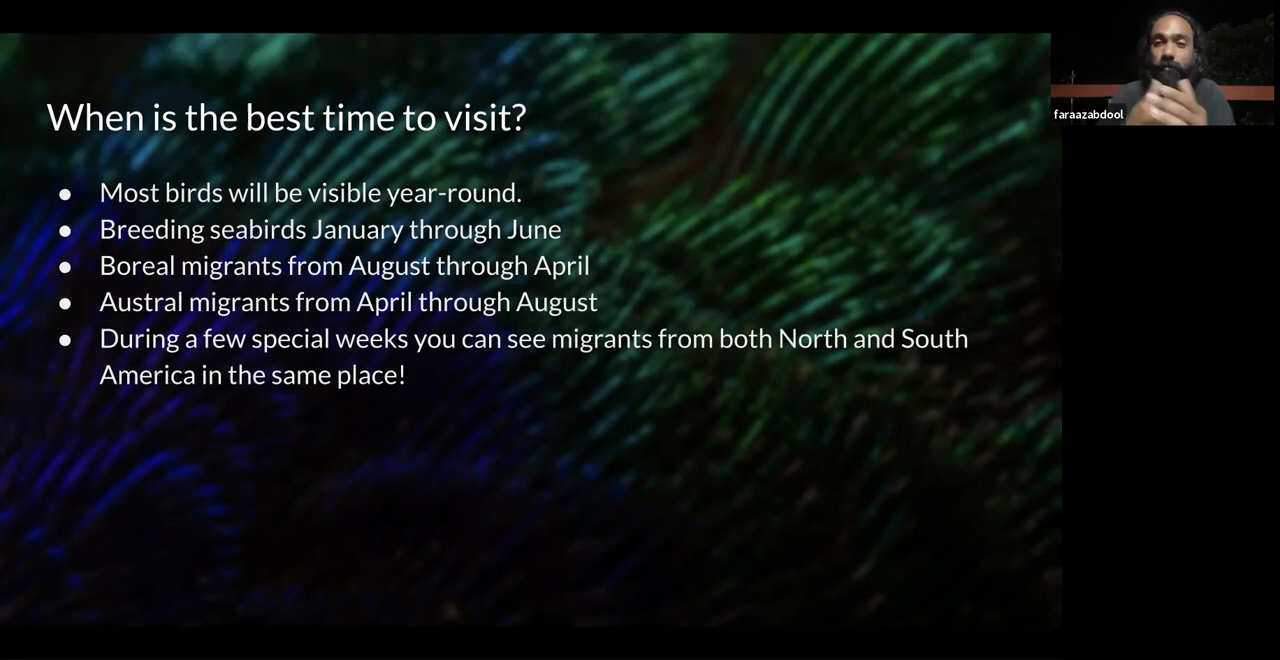 When is the best time to visit?
● Most birds will be visible year-round.
● Breeding seabirds January through June
● Boreal migrants from August through April
● Austral migrants from April through August
● During a few special weeks you can see migrants from both North and South
America in the same place!
faraazabdool